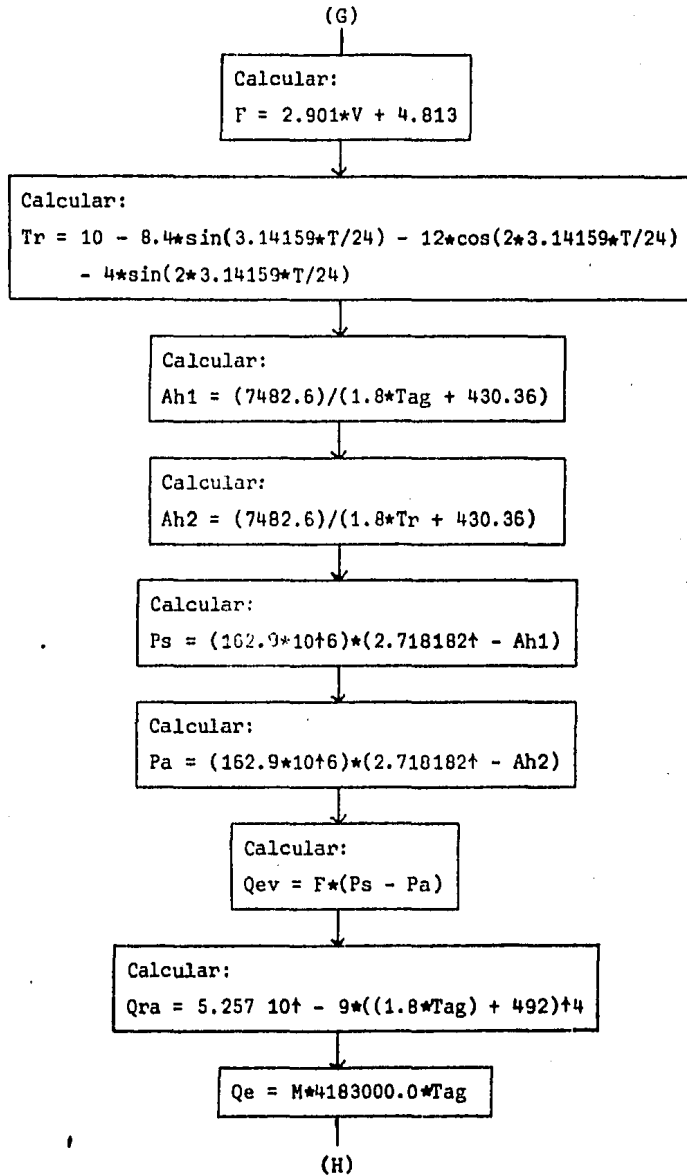 (G)
Calcular:
F = 2.901*V + 4.813
Calcular:
Tr = 10 - 8.4*sin(3.14159*T/24) - 12*cos(2*3.14159*T/24)
- 4*sin(2*3.14159*T/24)
Calcular:
Ah1 = (7482.6)/(1.8*Tag + 430.36)
Calcular:
Ah2 = (7482.6)/(1.8*Tr + 430.36)
Calcular:
Ps = (162.9*10↑6)*(2.718182↑ - Ah1)
Calcular:
Pa = (162.9*10↑6)*(2.718182↑ - Ah2)
Calcular:
Qev = F*(Ps - Pa)
Calcular:
Qra = 5.257 10↑ - 9*((1.8*Tag) + 492)↑4
Qe = M*4183000.0*Tag
(H)